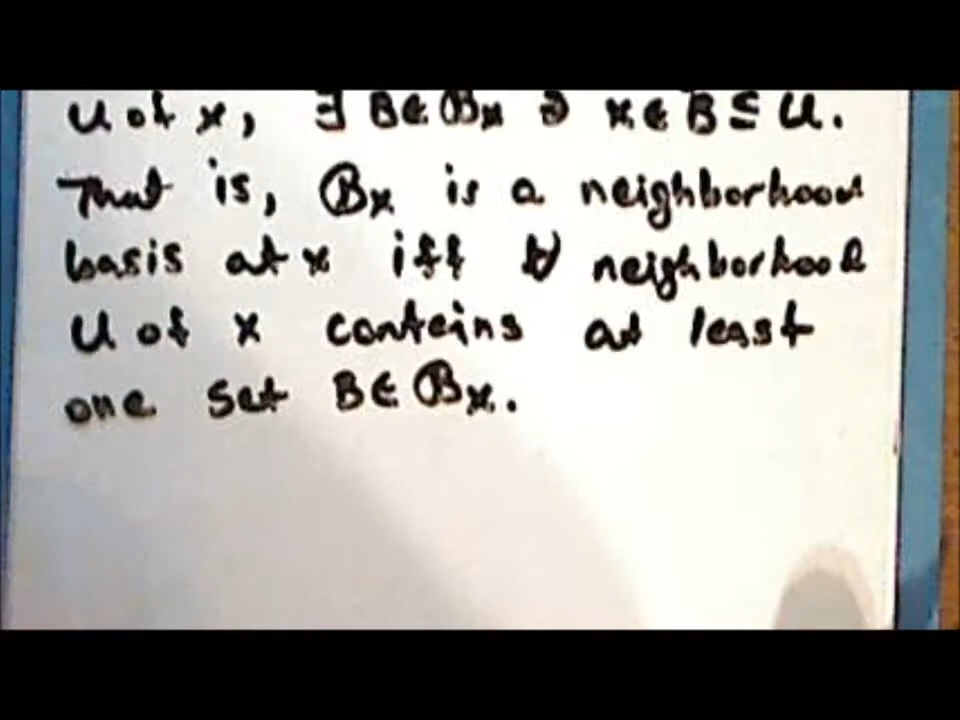 U of x, ∃ B ∈ ℬx ∋ x ∈ B ⊆ U.
That is, ℬx is a neighborhood
basis at x iff ∀ neighborhood
U of x contains at least
one set B ∈ ℬx.